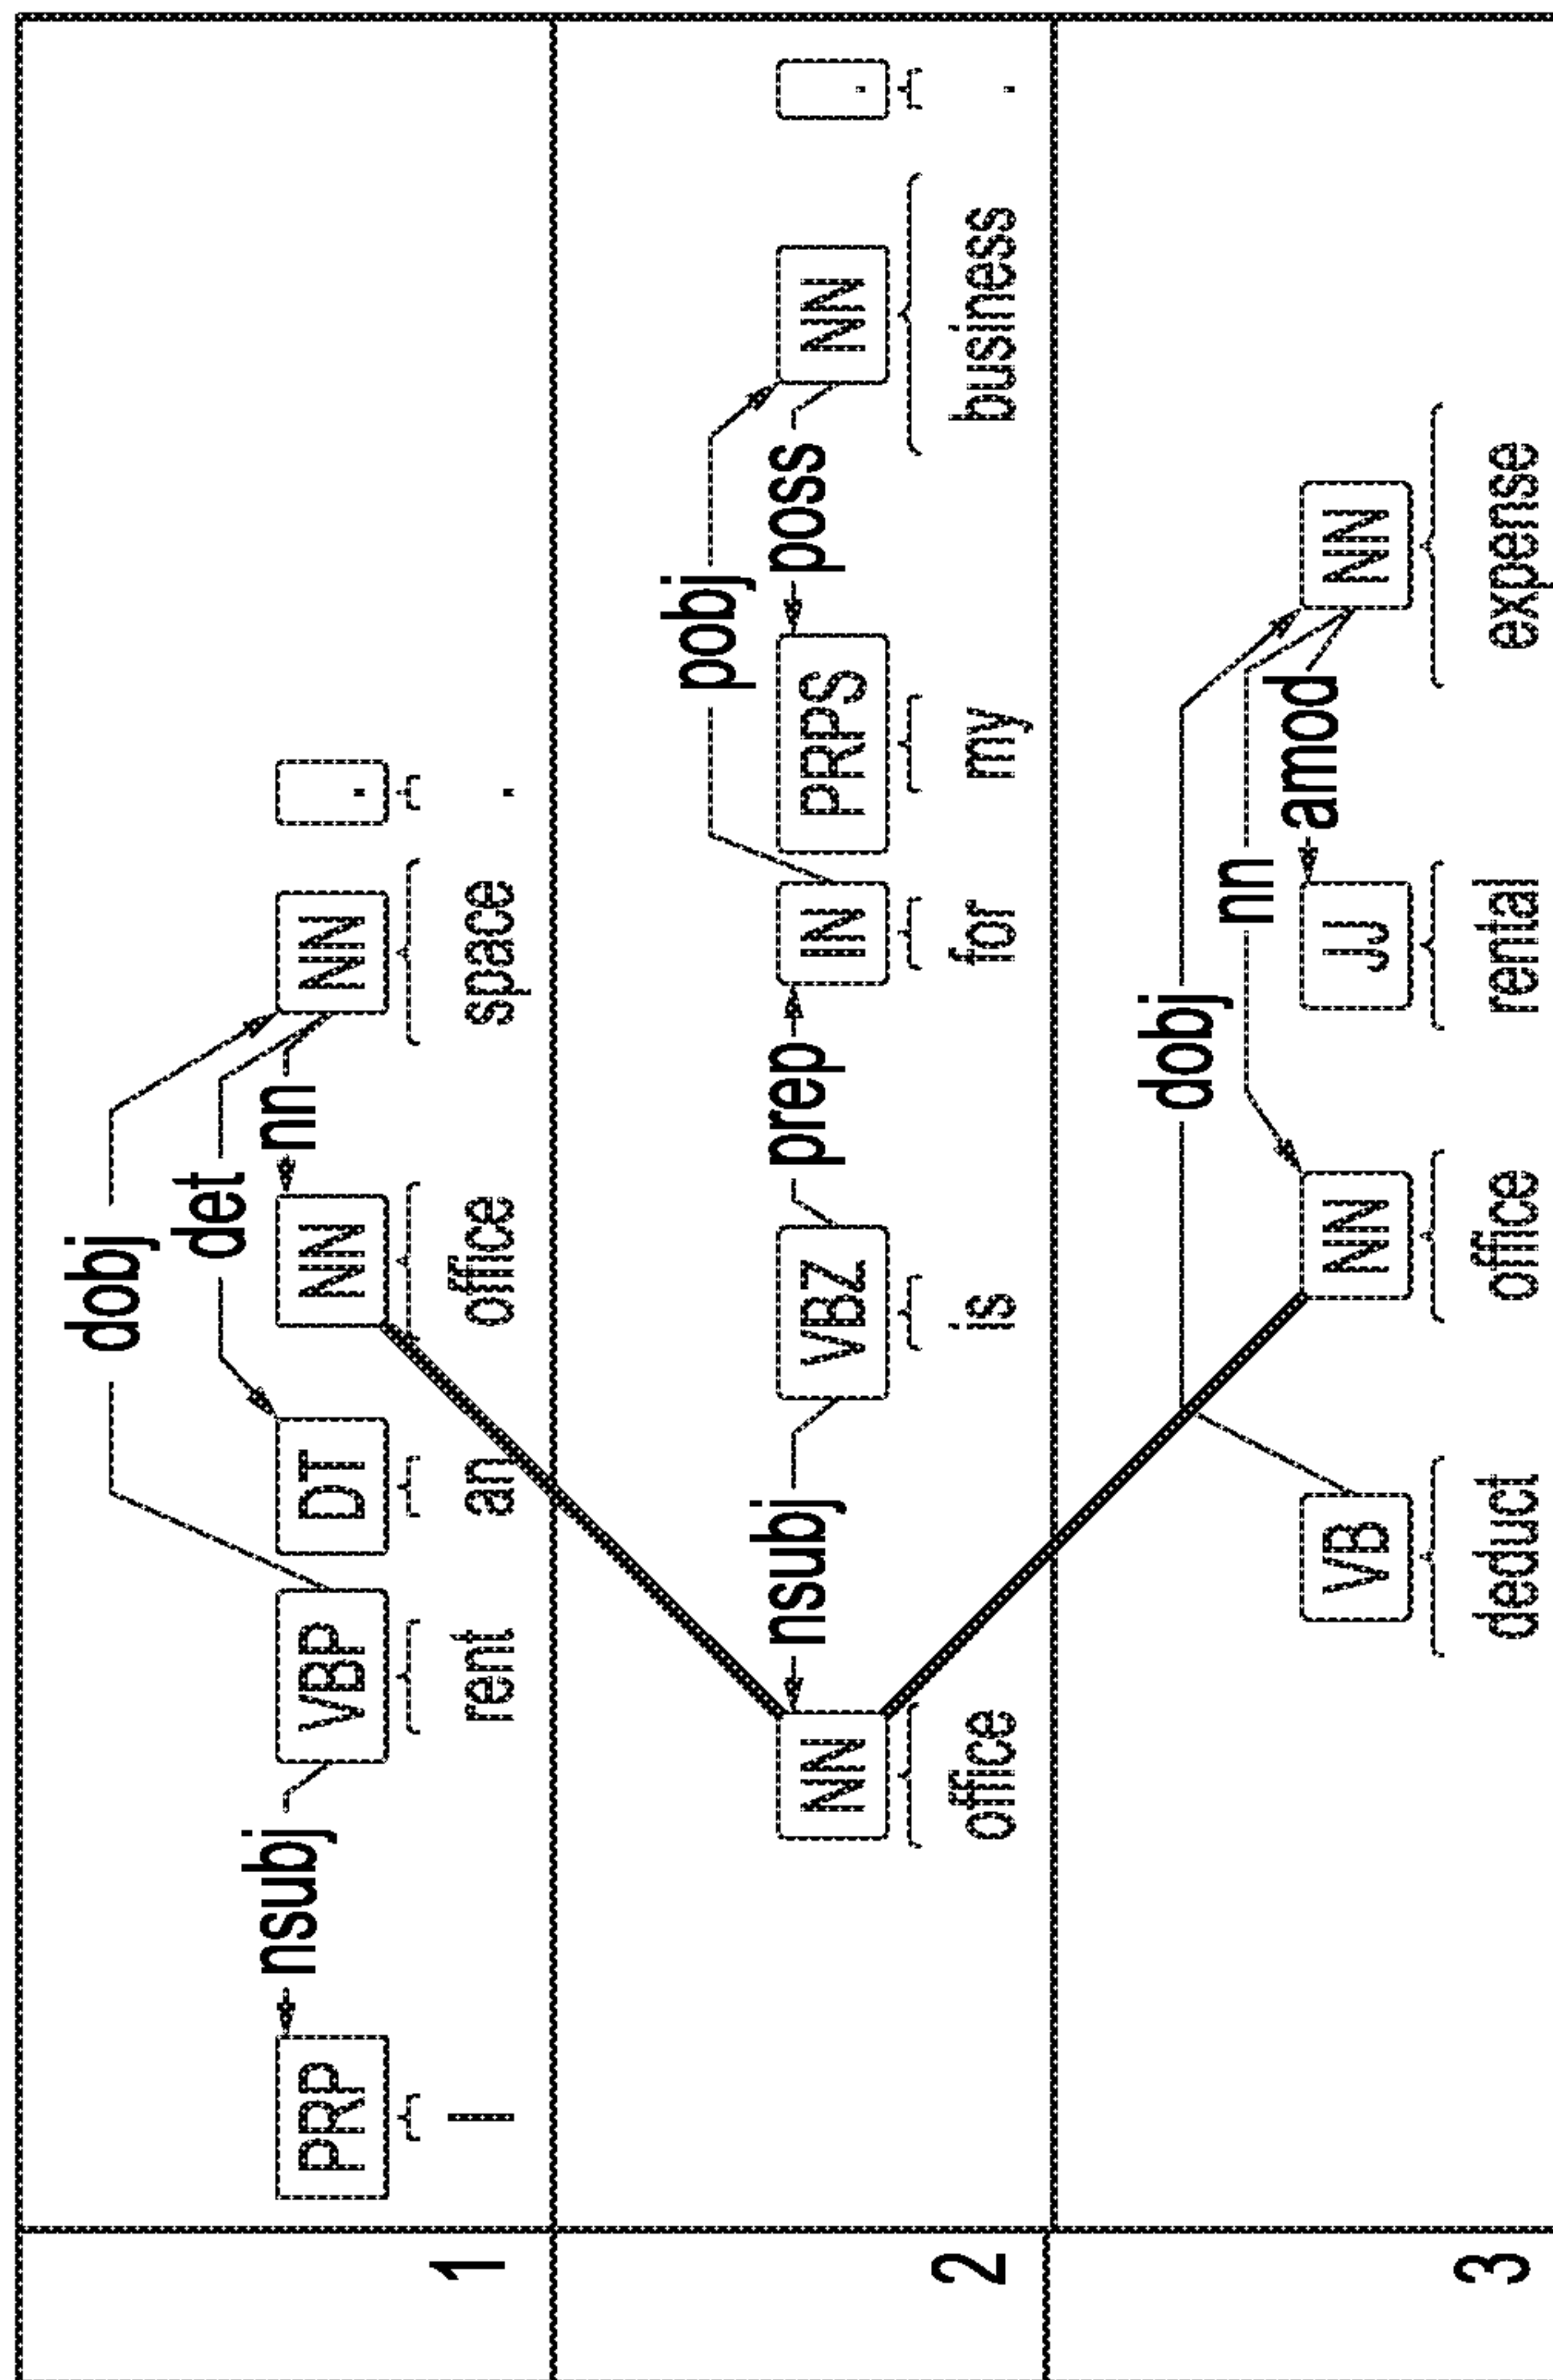 dobj
det
nsubj nn
PRP VBP DT NN NN .
I rent an office space .
1
pobj
nsubj prep poss
NN VBZ IN PRPS NN .
office is for my business .
2
dobj
nn
amod
VB NN JJ NN
deduct office rental expense
3